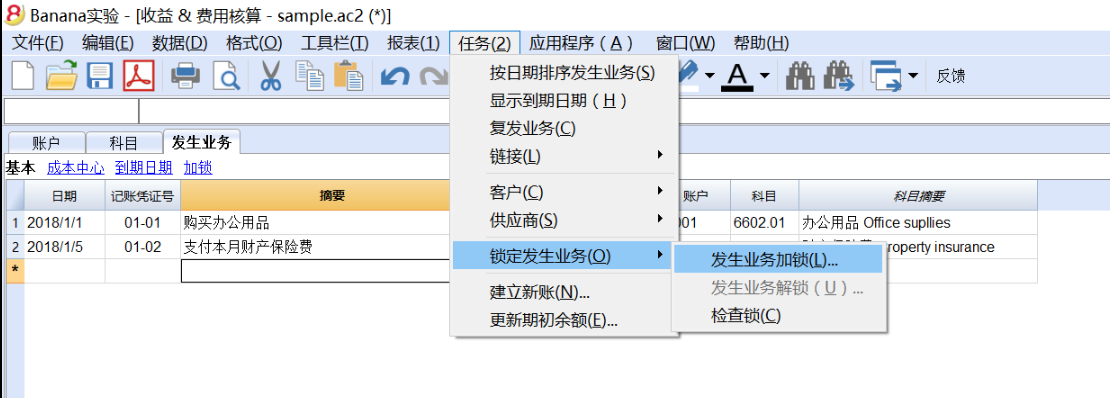 Banana实验 - [收益 & 费用核算 - sample.ac2 (*)]
文件(F) 编辑(E) 数据(D) 格式(O) 工具栏(T) 报表(1) 任务(2) 应用程序（A） 窗口(W) 帮助(H)
按日期排序发生业务(S)
显示到期日期（H）
复发业务(C)
链接(L)
客户(C)
供应商(S)
锁定发生业务(O)
建立新账(N)...
更新期初余额(E)...
发生业务加锁(L)...
发生业务解锁（U）...
检查锁(C)
A 反馈
账户 科目 发生业务
基本 成本中心 到期日期 加锁
日期 记账凭证号 摘要 账户 科目 科目摘要
1 2018/1/1 01-01 购买办公用品 6602.01 办公用品 Office supllies
2 2018/1/5 01-02 支付本月财产保险费 roperty insurance
*